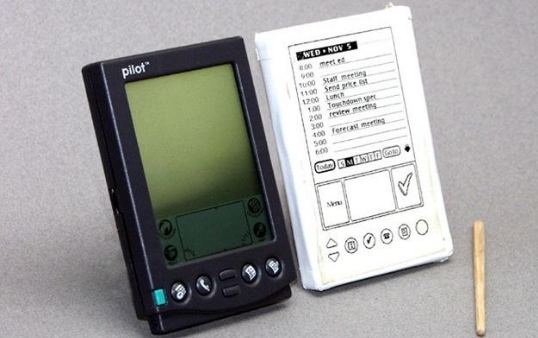 pilot™
WED • NOV 5
8:00 meet ed
9:00
10:00 Staff meeting
11:00 Send price list
12:00 Lunch
1:00 Touchdown spec
2:00 review meeting
3:00
4:00 Forecast meeting
5:00
6:00
Today S M T W T F Go to
Menu